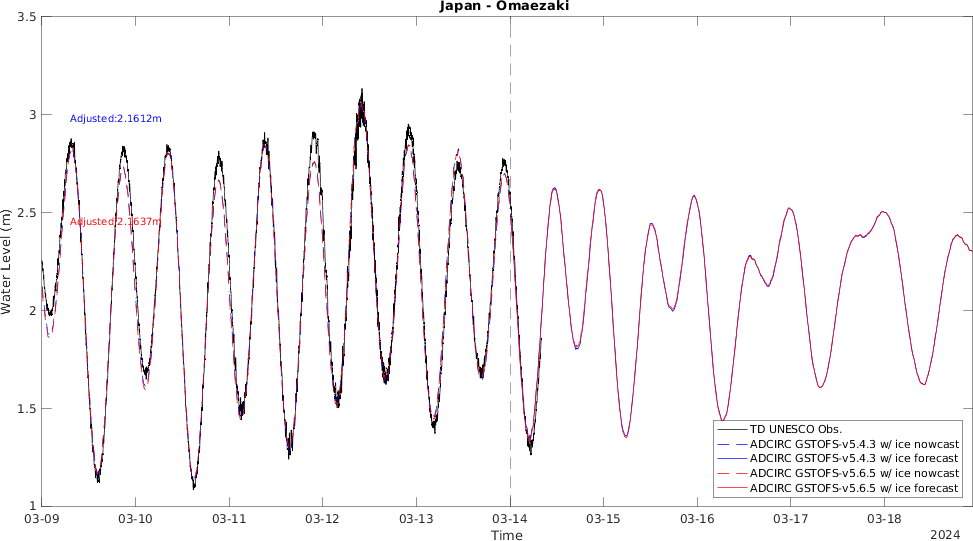 Japan - Omaezaki
3.5
3
2.5
2
1.5
1
Water Level (m)
Adjusted:2.1612m
Adjusted:2.1637m
TD UNESCO Obs.
ADCIRC GSTOFS-v5.4.3 w/ ice nowcast
ADCIRC GSTOFS-v5.4.3 w/ ice forecast
ADCIRC GSTOFS-v5.6.5 w/ ice nowcast
ADCIRC GSTOFS-v5.6.5 w/ ice forecast
03-09 03-10 03-11 03-12 03-13 03-14 03-15 03-16 03-17 03-18
Time
2024